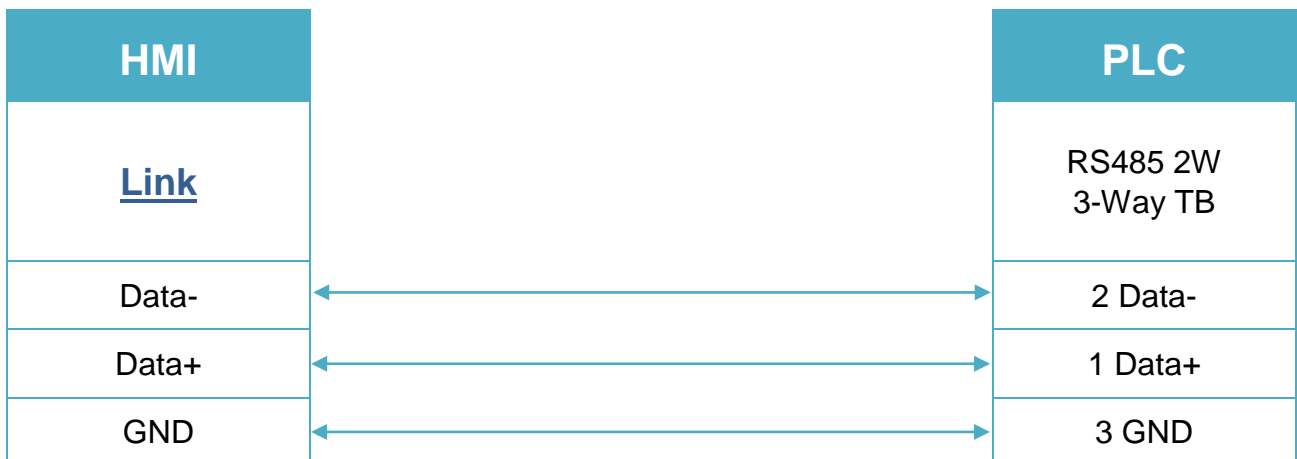 HMI
PLC
Link
RS485 2W
3-Way TB
Data-
2 Data-
Data+
1 Data+
GND
3 GND